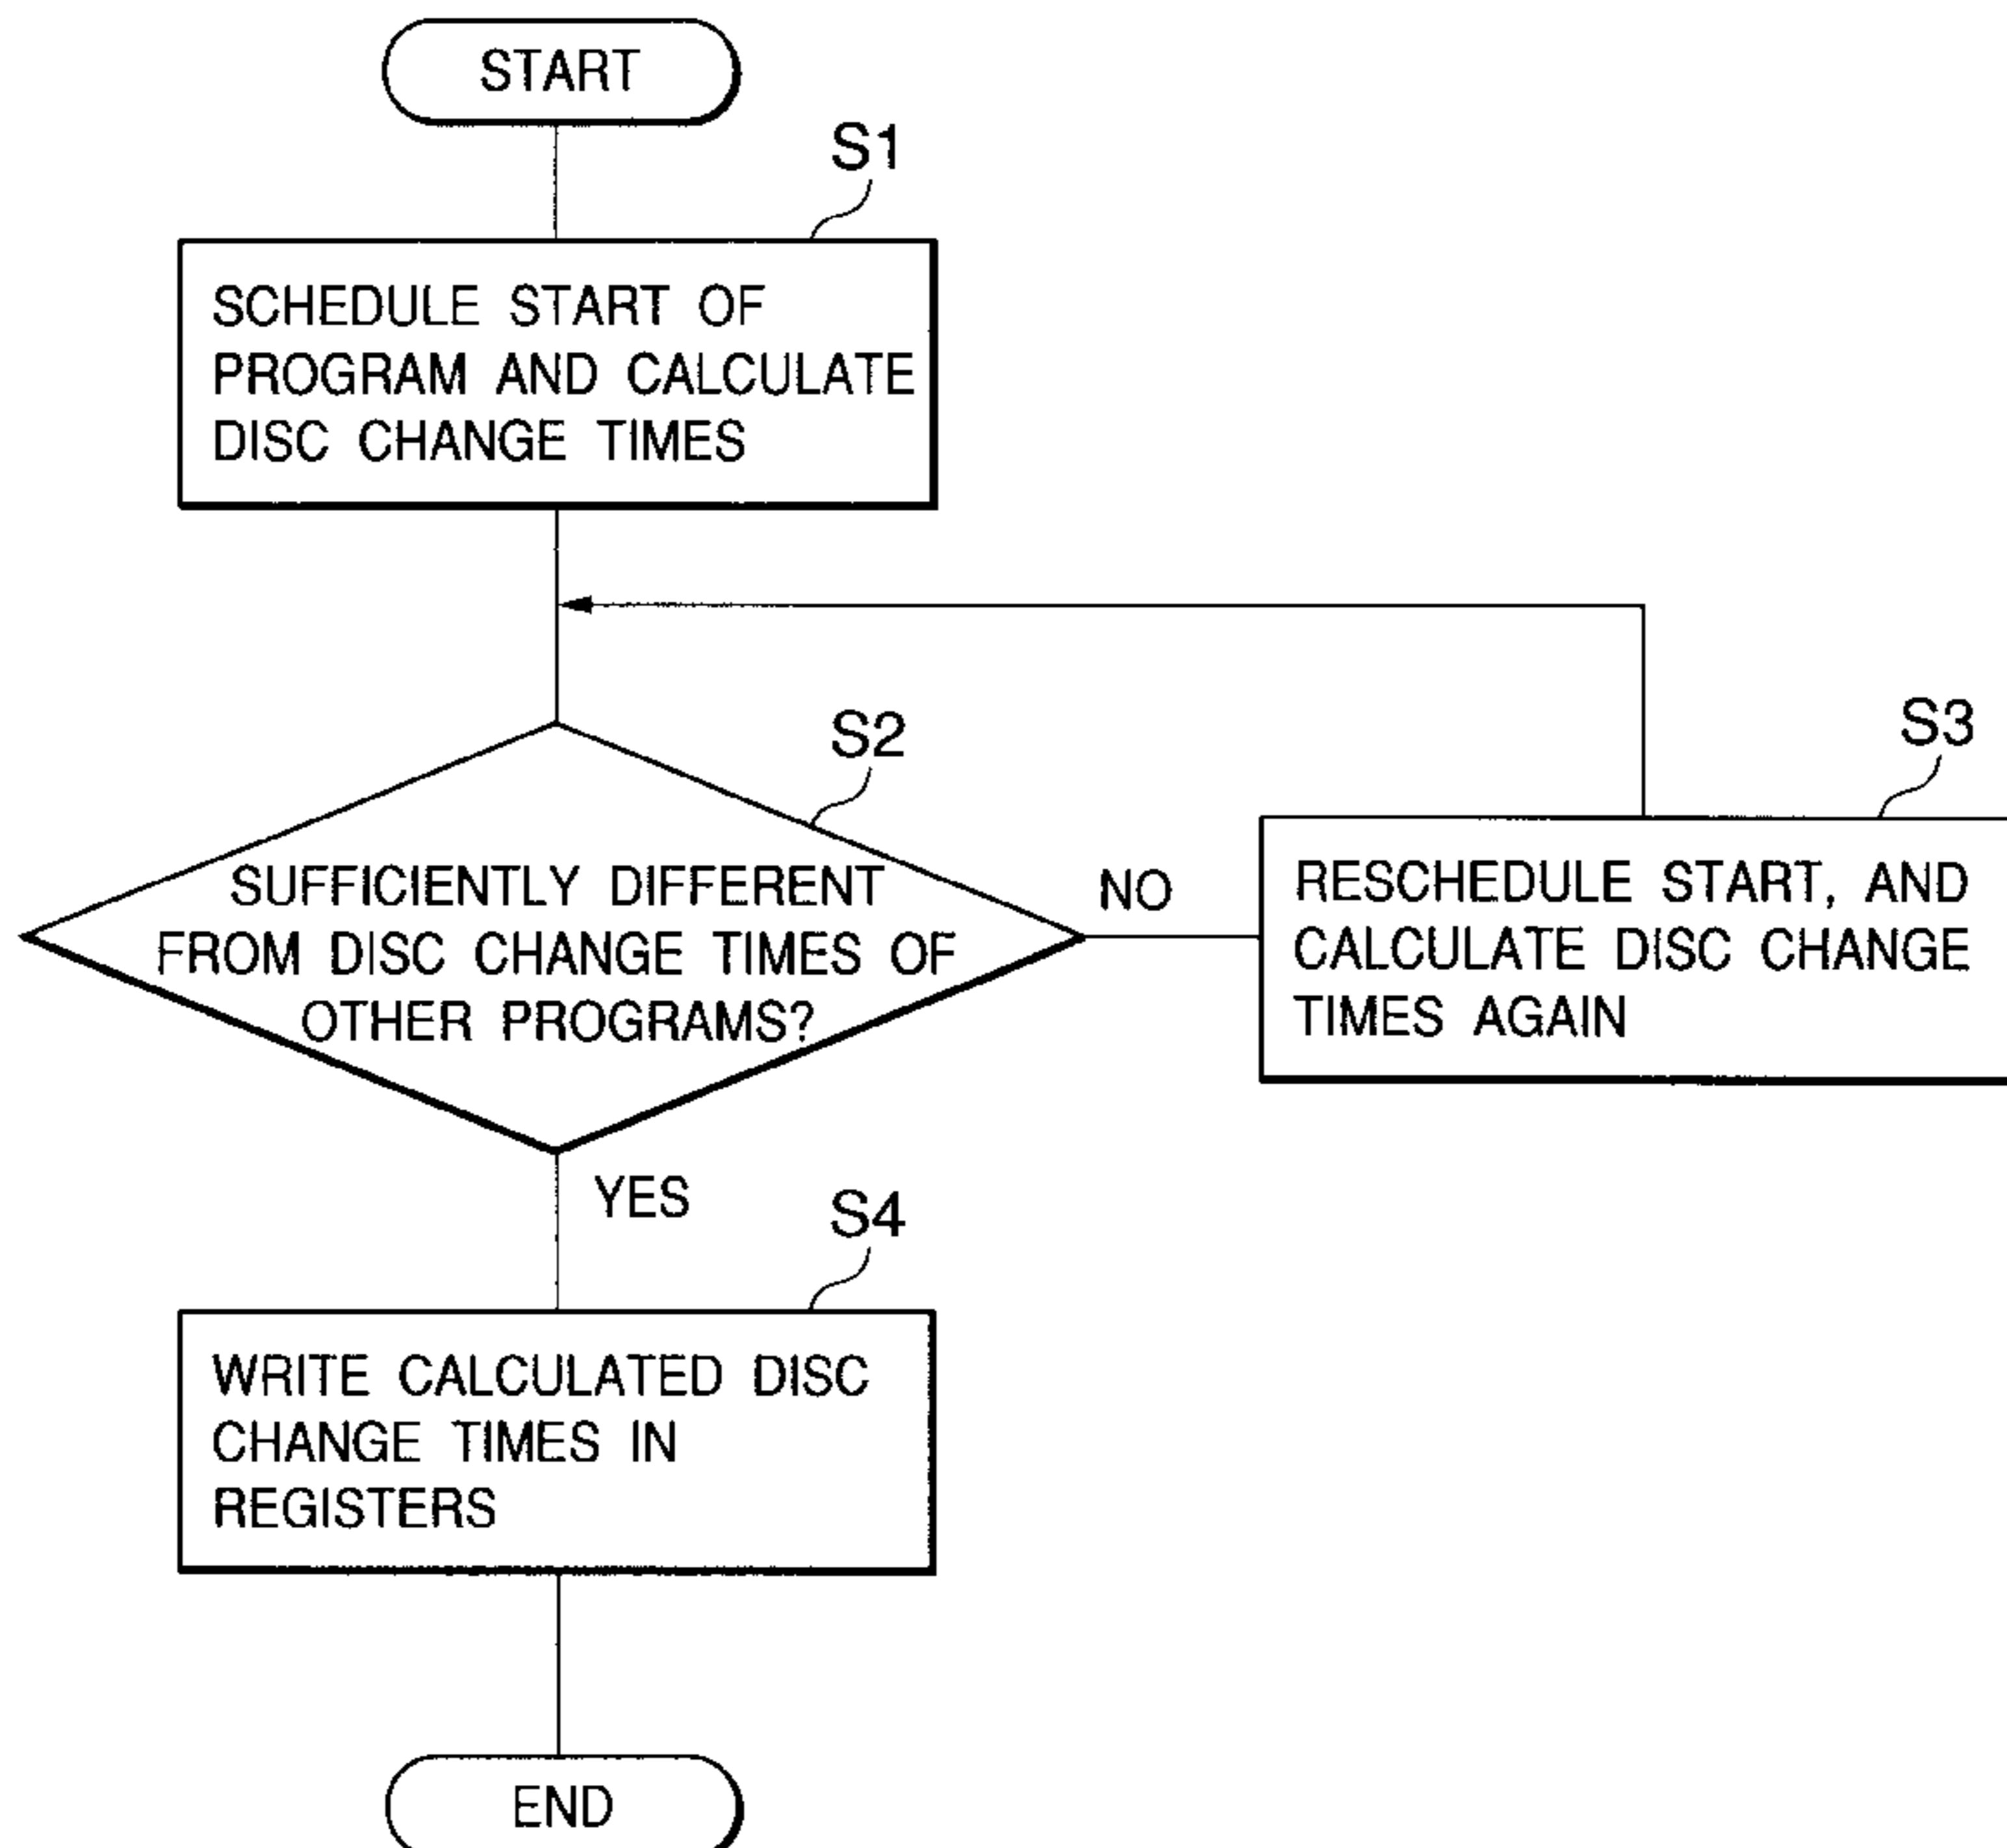 START
S1
SCHEDULE START OF
PROGRAM AND CALCULATE
DISC CHANGE TIMES
S2
SUFFICIENTLY DIFFERENT
FROM DISC CHANGE TIMES OF
OTHER PROGRAMS?
NO
S3
RESCHEDULE START, AND
CALCULATE DISC CHANGE
TIMES AGAIN
YES
S4
WRITE CALCULATED DISC
CHANGE TIMES IN
REGISTERS
END